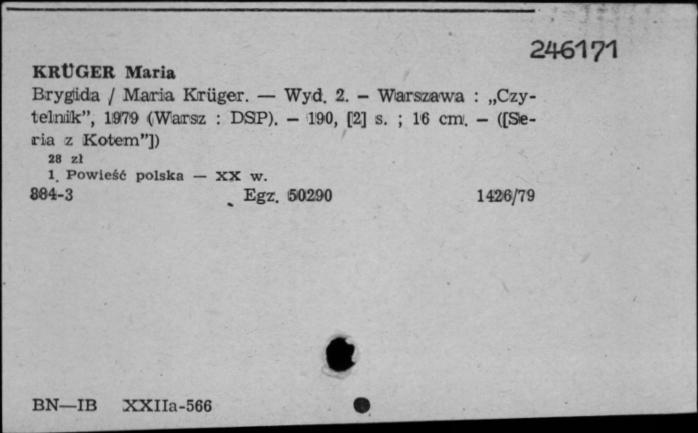 246171
KRÜGER Maria
Brygida / Maria Krüger. — Wyd. 2. – Warszawa : „Czy-
telnik”, 1979 (Warsz : DSP). – 190, [2] s. ; 16 cm. – ([Se-
ria z Kotem”])
28 zł
1. Powieść polska — XX w.
884-3 Egz. 50290 1426/79
BN—IB XXIIa-566